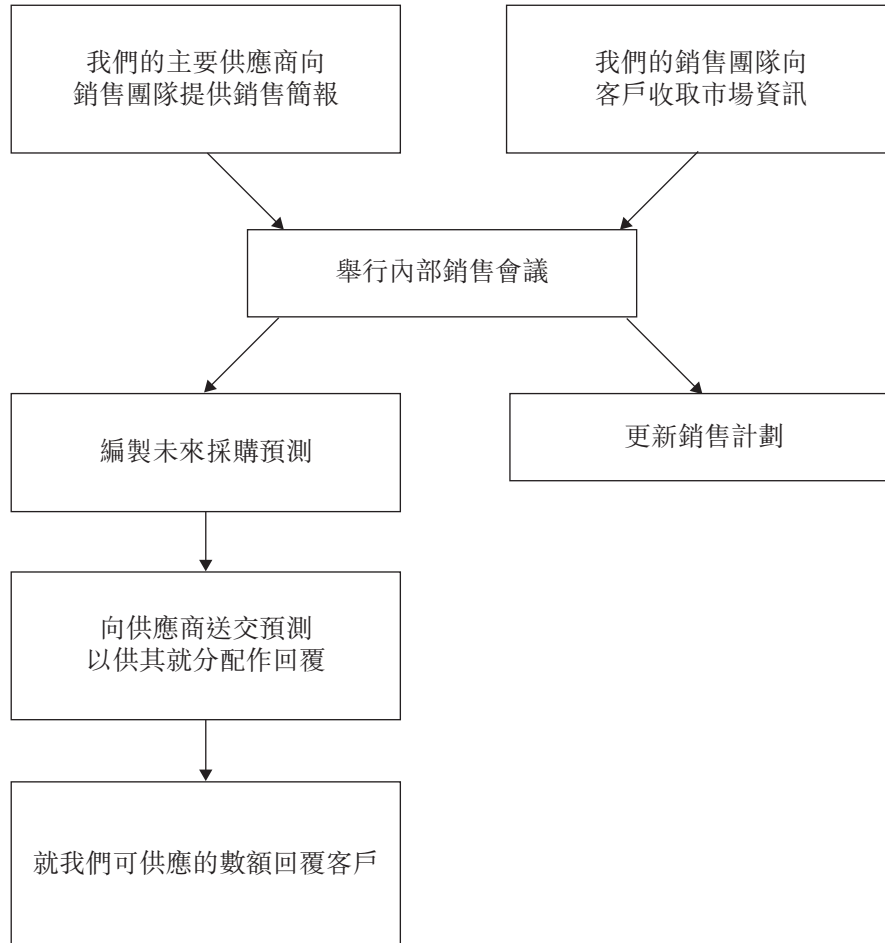 我們的主要供應商向
銷售團隊提供銷售簡報
我們的銷售團隊向
客戶收取市場資訊
舉行內部銷售會議
編製未來採購預測
更新銷售計劃
向供應商送交預測
以供其就分配作回覆
就我們可供應的數額回覆客戶